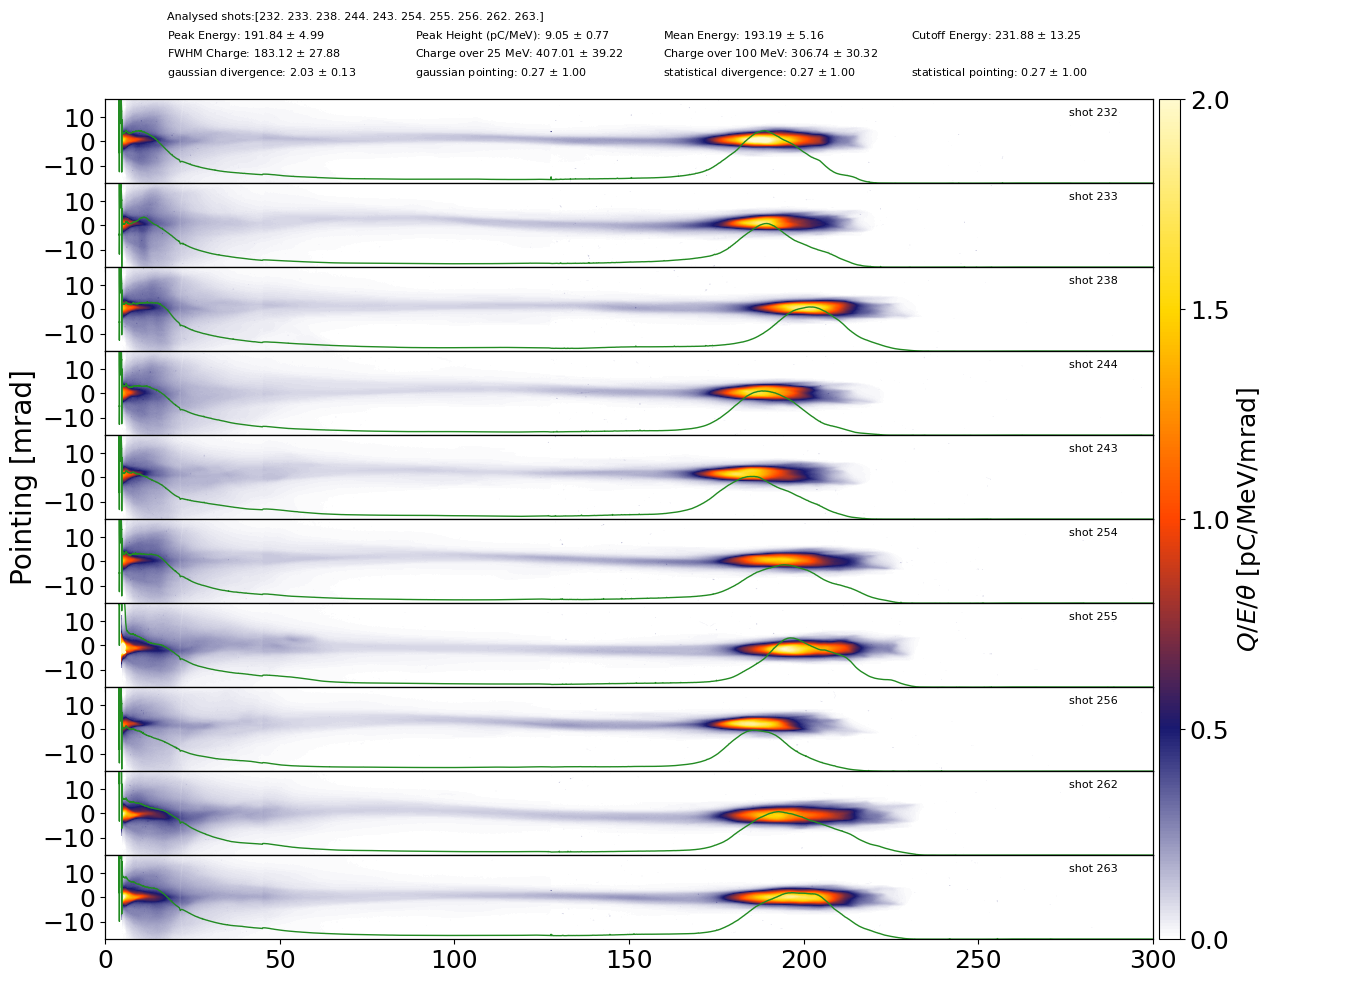 Analysed shots:[232. 233. 238. 244. 243. 254. 255. 256. 262. 263.]
Peak Energy: 191.84 ± 4.99 Peak Height (pC/MeV): 9.05 ± 0.77 Mean Energy: 193.19 ± 5.16 Cutoff Energy: 231.88 ± 13.25
FWHM Charge: 183.12 ± 27.88 Charge over 25 MeV: 407.01 ± 39.22 Charge over 100 MeV: 306.74 ± 30.32
gaussian divergence: 2.03 ± 0.13 gaussian pointing: 0.27 ± 1.00 statistical divergence: 0.27 ± 1.00 statistical pointing: 0.27 ± 1.00
Pointing [mrad]
10
0
−10
shot 232
10
0
−10
shot 233
10
0
−10
shot 238
10
0
−10
shot 244
10
0
−10
shot 243
10
0
−10
shot 254
10
0
−10
shot 255
10
0
−10
shot 256
10
0
−10
shot 262
10
0
−10
shot 263
0 50 100 150 200 250 300
2.0
1.5
1.0
0.5
0.0
Q/E/θ [pC/MeV/mrad]